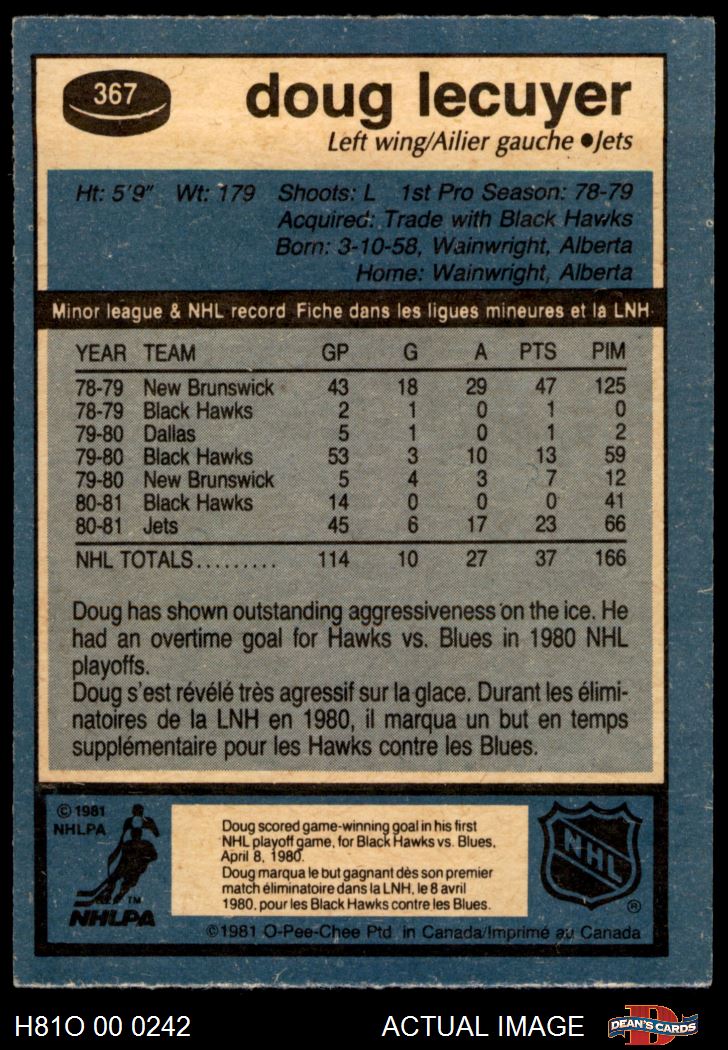 367
doug lecuyer
Left wing/Ailier gauche ●Jets
Ht: 5'9" Wt: 179 Shoots: L 1st Pro Season: 78-79
Acquired: Trade with Black Hawks
Born: 3-10-58, Wainwright, Alberta
Home: Wainwright, Alberta
Minor league & NHL record Fiche dans les ligues mineures et la LNH
YEAR TEAM GP G A PTS PIM
78-79 New Brunswick 43 18 29 47 125
78-79 Black Hawks 2 1 0 1 0
79-80 Dallas 5 1 0 1 2
79-80 Black Hawks 53 3 10 13 59
79-80 New Brunswick 5 4 3 7 12
80-81 Black Hawks 14 0 0 0 41
80-81 Jets 45 6 17 23 66
NHL TOTALS......... 114 10 27 37 166
Doug has shown outstanding aggressiveness on the ice. He
had an overtime goal for Hawks vs. Blues in 1980 NHL
playoffs.
Doug s'est révélé très agressif sur la glace. Durant les élimi-
natoires de la LNH en 1980, il marqua un but en temps
supplémentaire pour les Hawks contre les Blues.
© 1981
NHLPA
TM
NHLPA
Doug scored game-winning goal in his first
NHL playoff game, for Black Hawks vs. Blues,
April 8, 1980.
Doug marqua le but gagnant dès son premier
match éliminatoire dans la LNH, le 8 avril
1980, pour les Black Hawks contre les Blues.
NHL
®
©1981 O-Pee-Chee Ptd. in Canada/Imprimé au Canada
H81O 00 0242
ACTUAL IMAGE
D
DEAN'S CARDS